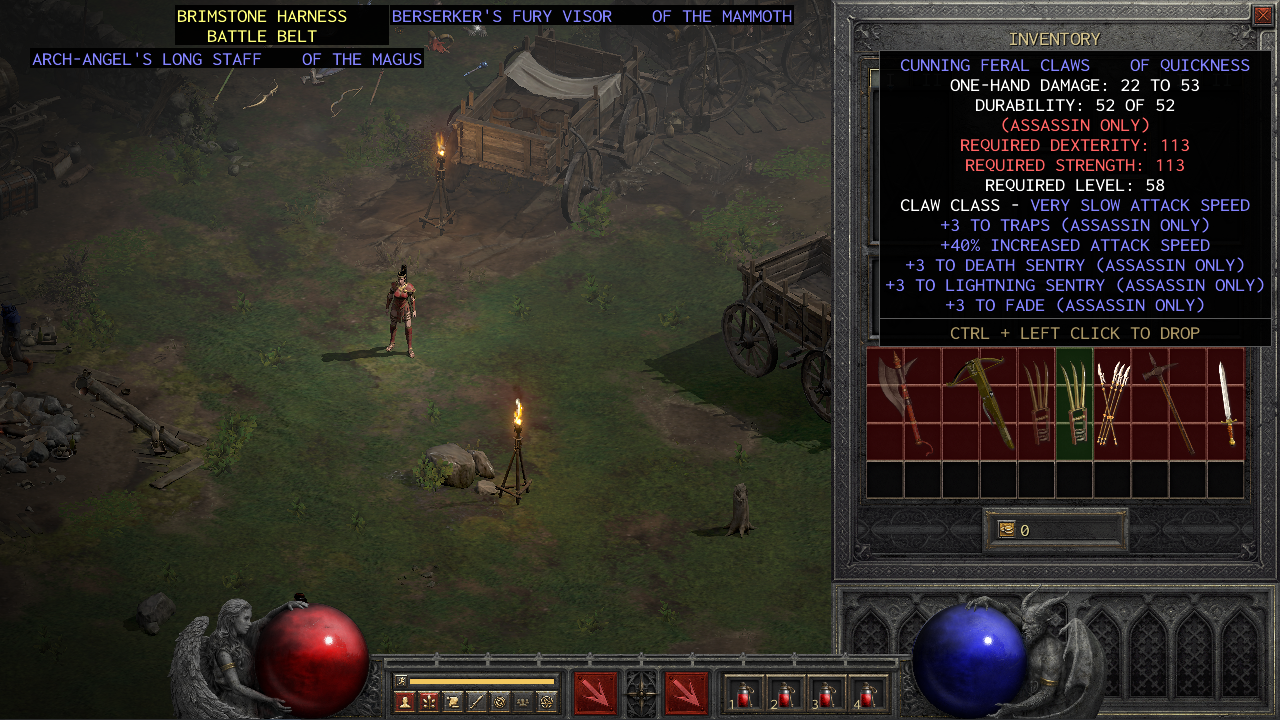 BRIMSTONE HARNESS
BATTLE BELT
BERSERKER'S FURY VISOR OF THE MAMMOTH
ARCH-ANGEL'S LONG STAFF OF THE MAGUS
INVENTORY
CUNNING FERAL CLAWS OF QUICKNESS
ONE-HAND DAMAGE: 22 TO 53
DURABILITY: 52 OF 52
(ASSASSIN ONLY)
REQUIRED DEXTERITY: 113
REQUIRED STRENGTH: 113
REQUIRED LEVEL: 58
CLAW CLASS - VERY SLOW ATTACK SPEED
+3 TO TRAPS (ASSASSIN ONLY)
+40% INCREASED ATTACK SPEED
+3 TO DEATH SENTRY (ASSASSIN ONLY)
+3 TO LIGHTNING SENTRY (ASSASSIN ONLY)
+3 TO FADE (ASSASSIN ONLY)
CTRL + LEFT CLICK TO DROP
0
1 2 3 4